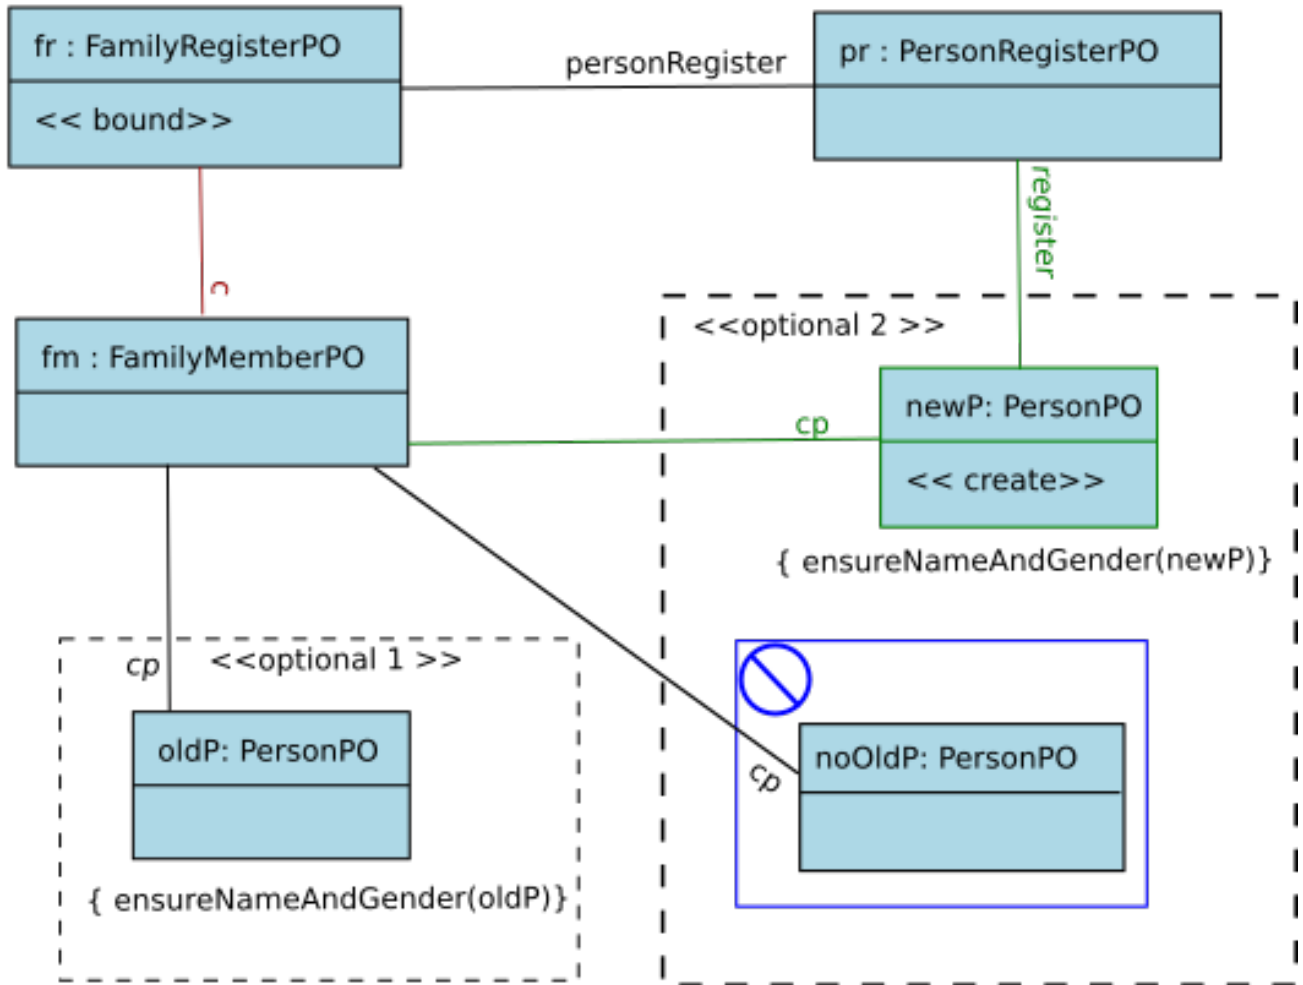 fr : FamilyRegisterPO
<< bound>>
personRegister
pr : PersonRegisterPO
register
c
fm : FamilyMemberPO
<<optional 2 >>
newP: PersonPO
<< create>>
cp
{ ensureNameAndGender(newP)}
cp
<<optional 1 >>
oldP: PersonPO
{ ensureNameAndGender(oldP)}
cp
noOldP: PersonPO